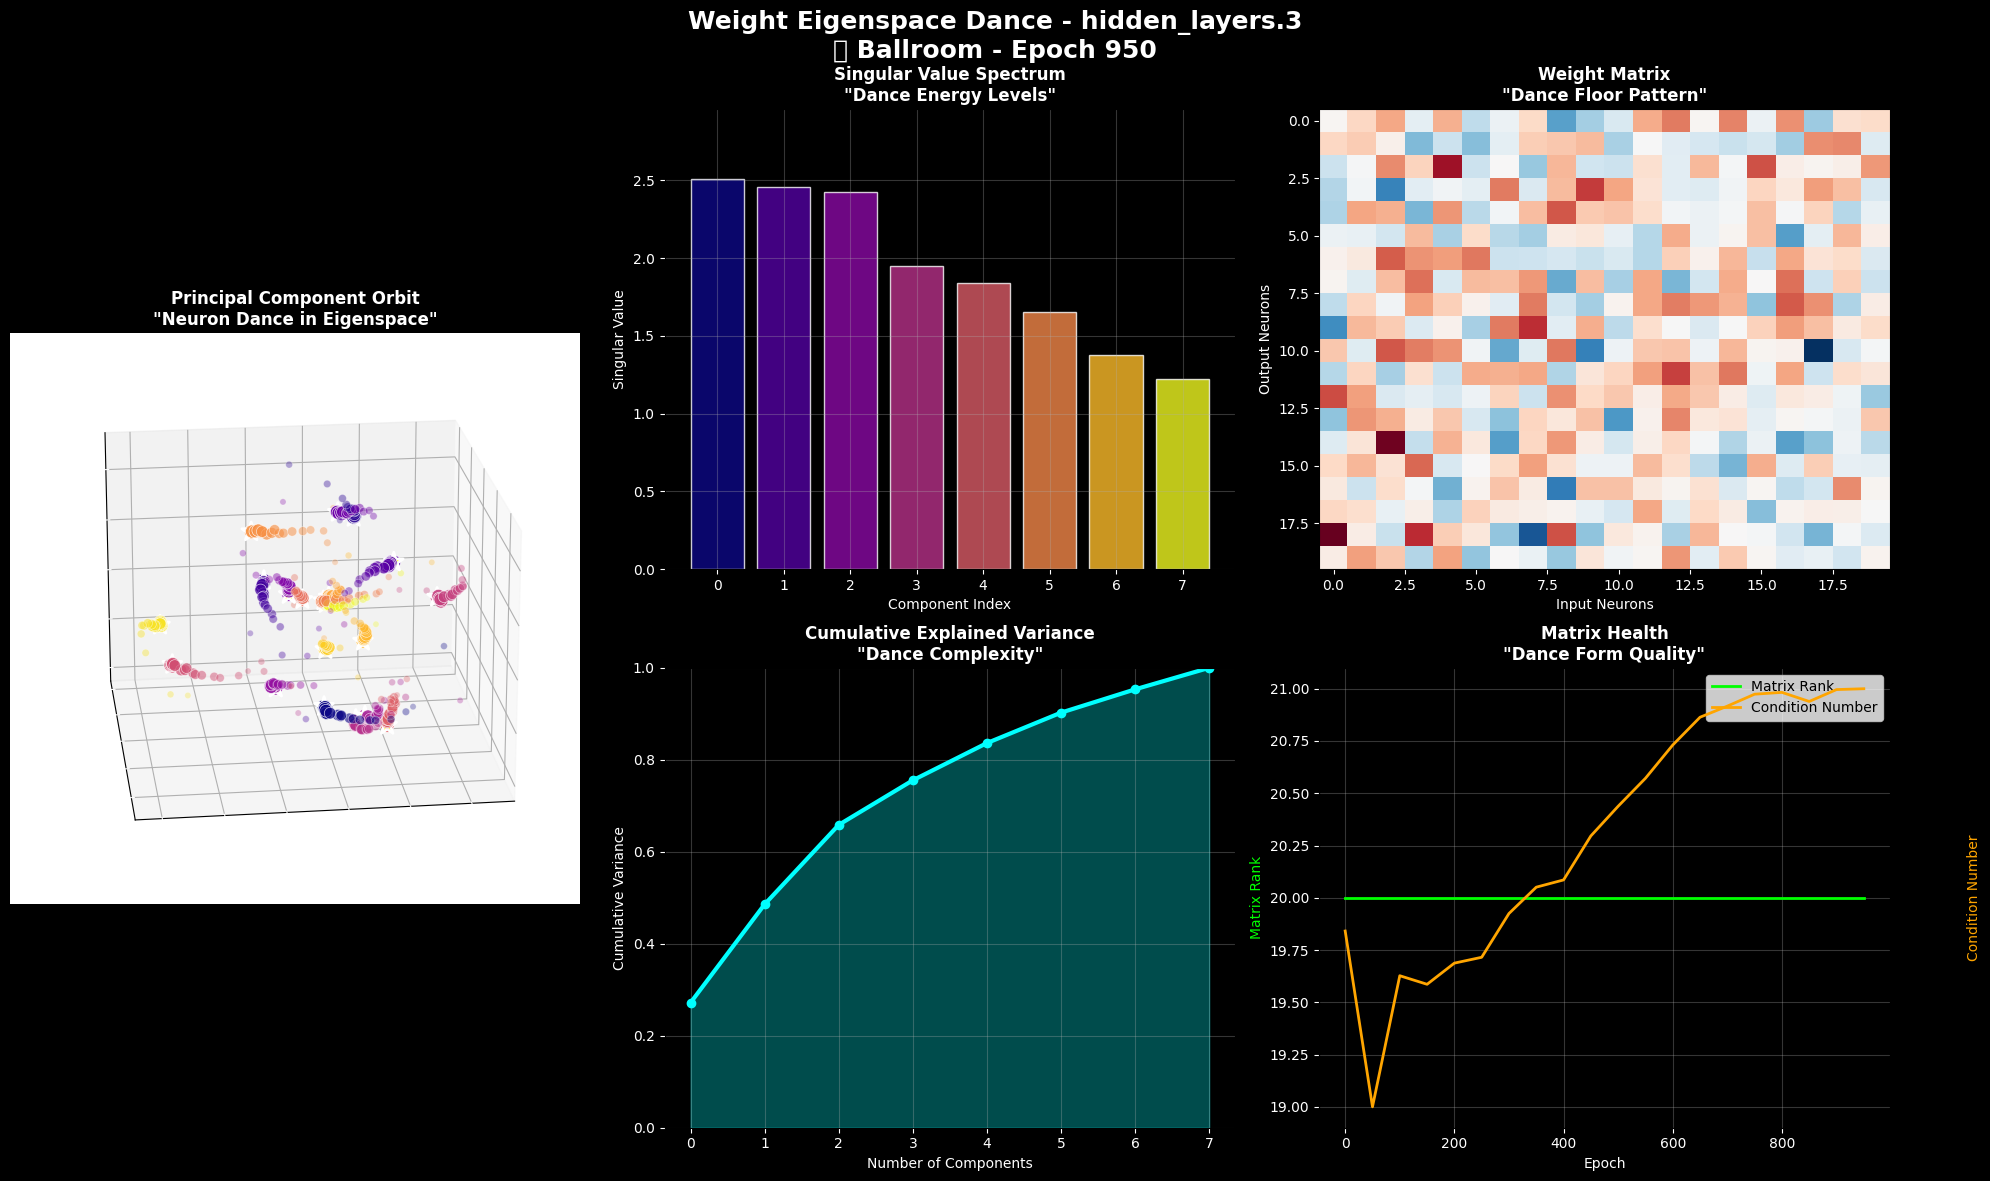 Weight Eigenspace Dance - hidden_layers.3
▯ Ballroom - Epoch 950
Principal Component Orbit
"Neuron Dance in Eigenspace"
Singular Value Spectrum
"Dance Energy Levels"
Singular Value
2.5
2.0
1.5
1.0
0.5
0.0
0 1 2 3 4 5 6 7
Component Index
Weight Matrix
"Dance Floor Pattern"
Output Neurons
0.0
2.5
5.0
7.5
10.0
12.5
15.0
17.5
0.0 2.5 5.0 7.5 10.0 12.5 15.0 17.5
Input Neurons
Cumulative Explained Variance
"Dance Complexity"
Cumulative Variance
1.0
0.8
0.6
0.4
0.2
0.0
0 1 2 3 4 5 6 7
Number of Components
Matrix Health
"Dance Form Quality"
Matrix Rank
Condition Number
Matrix Rank
21.00
20.75
20.50
20.25
20.00
19.75
19.50
19.25
19.00
0 200 400 600 800
Epoch
Condition Number